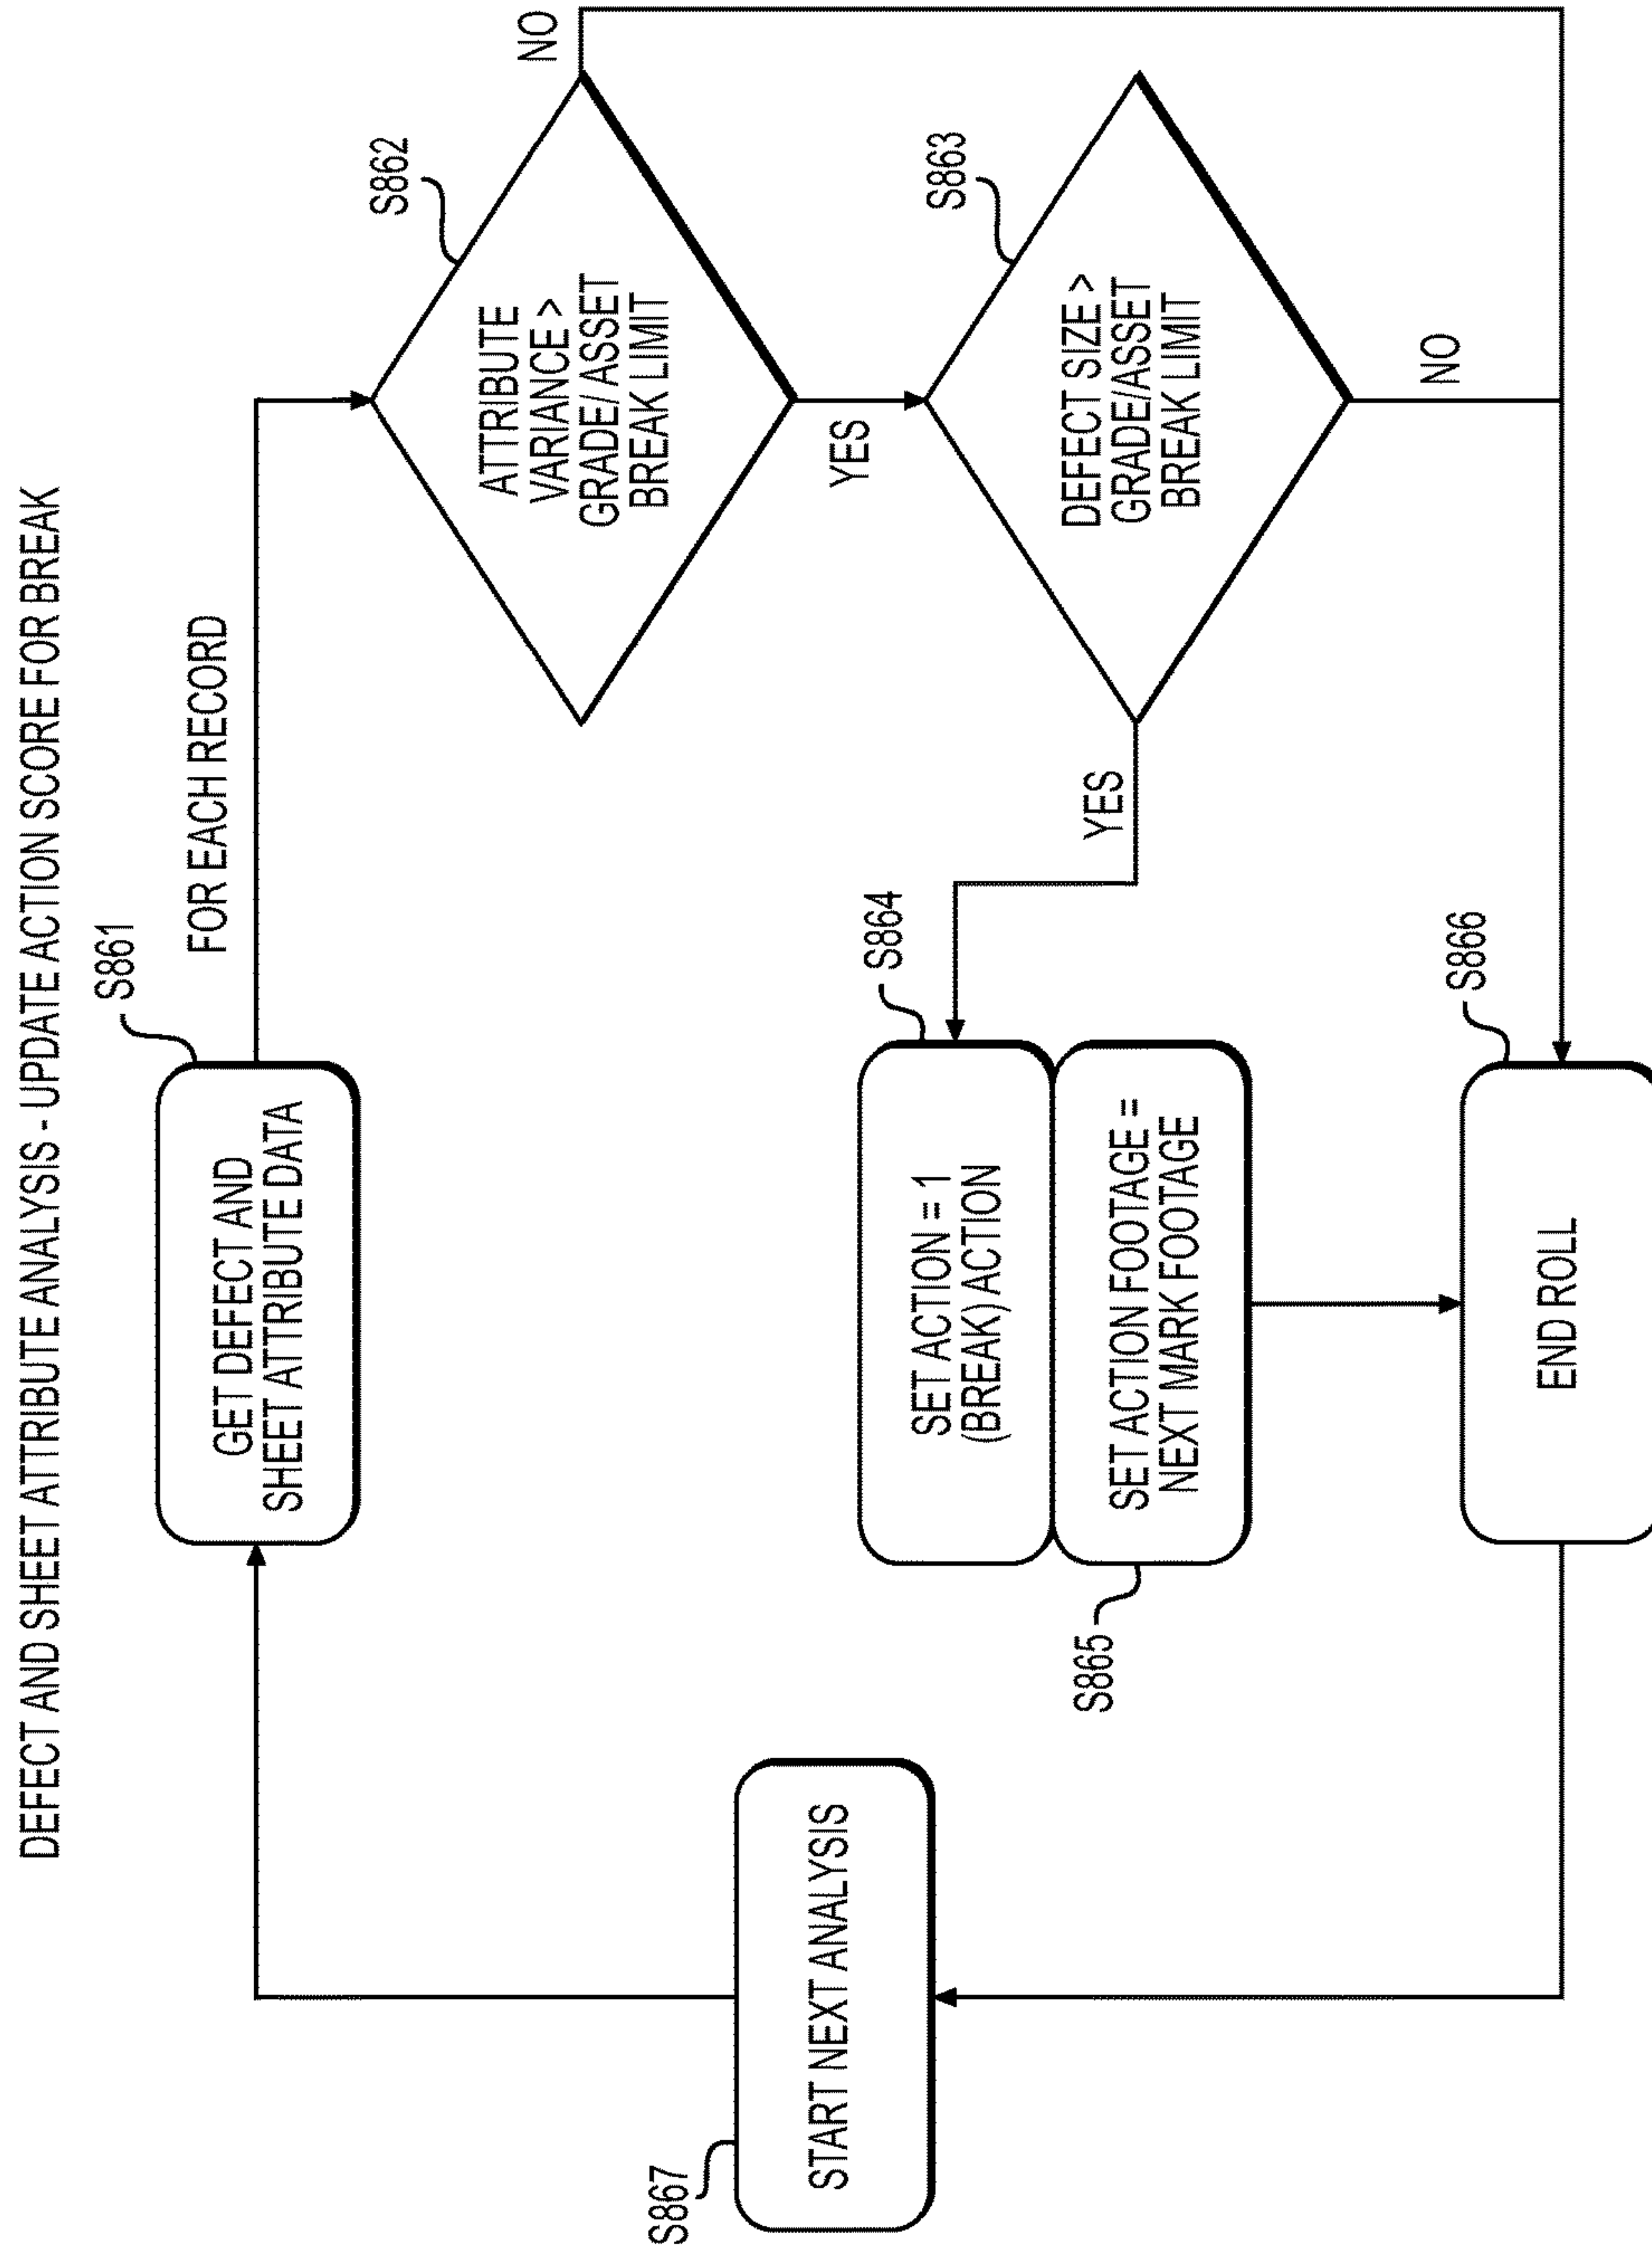 DEFECT AND SHEET ATTRIBUTE ANALYSIS - UPDATE ACTION SCORE FOR BREAK
S861
GET DEFECT AND
SHEET ATTRIBUTE DATA
FOR EACH RECORD
S862
ATTRIBUTE
VARIANCE >
GRADE/ ASSET
BREAK LIMIT
NO
YES
S863
DEFECT SIZE >
GRADE/ASSET
BREAK LIMIT
NO
YES
S864
SET ACTION = 1
(BREAK) ACTION
S865
SET ACTION FOOTAGE =
NEXT MARK FOOTAGE
S866
END ROLL
S867
START NEXT ANALYSIS